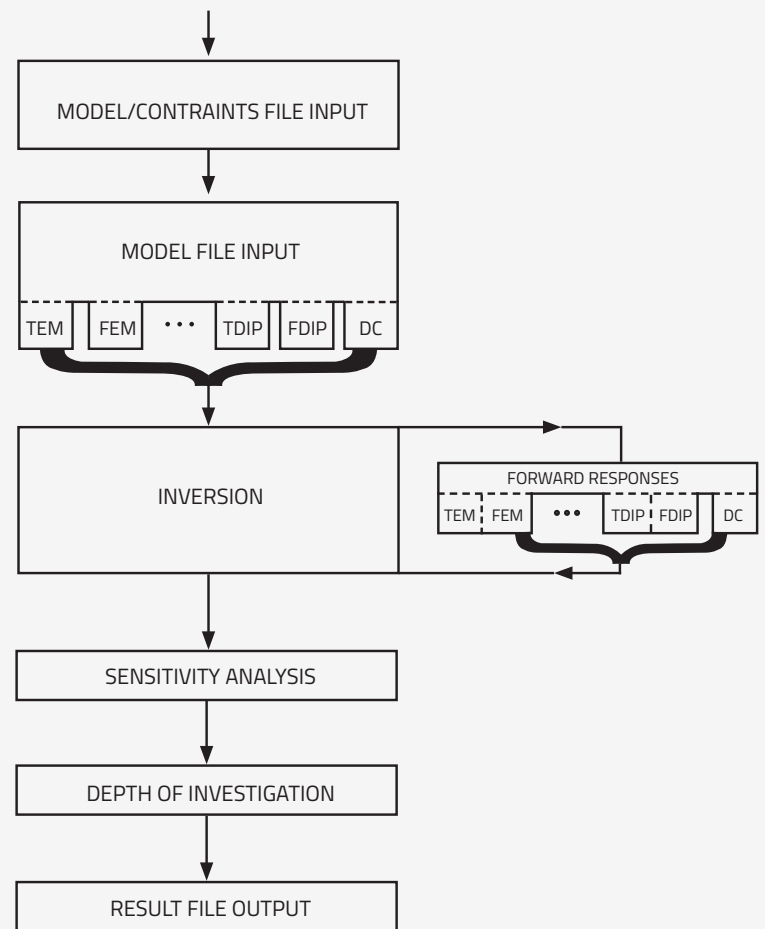 MODEL/CONTRAINTS FILE INPUT
MODEL FILE INPUT
TEM FEM ••• TDIP FDIP DC
INVERSION
FORWARD RESPONSES
TEM FEM ••• TDIP FDIP DC
SENSITIVITY ANALYSIS
DEPTH OF INVESTIGATION
RESULT FILE OUTPUT